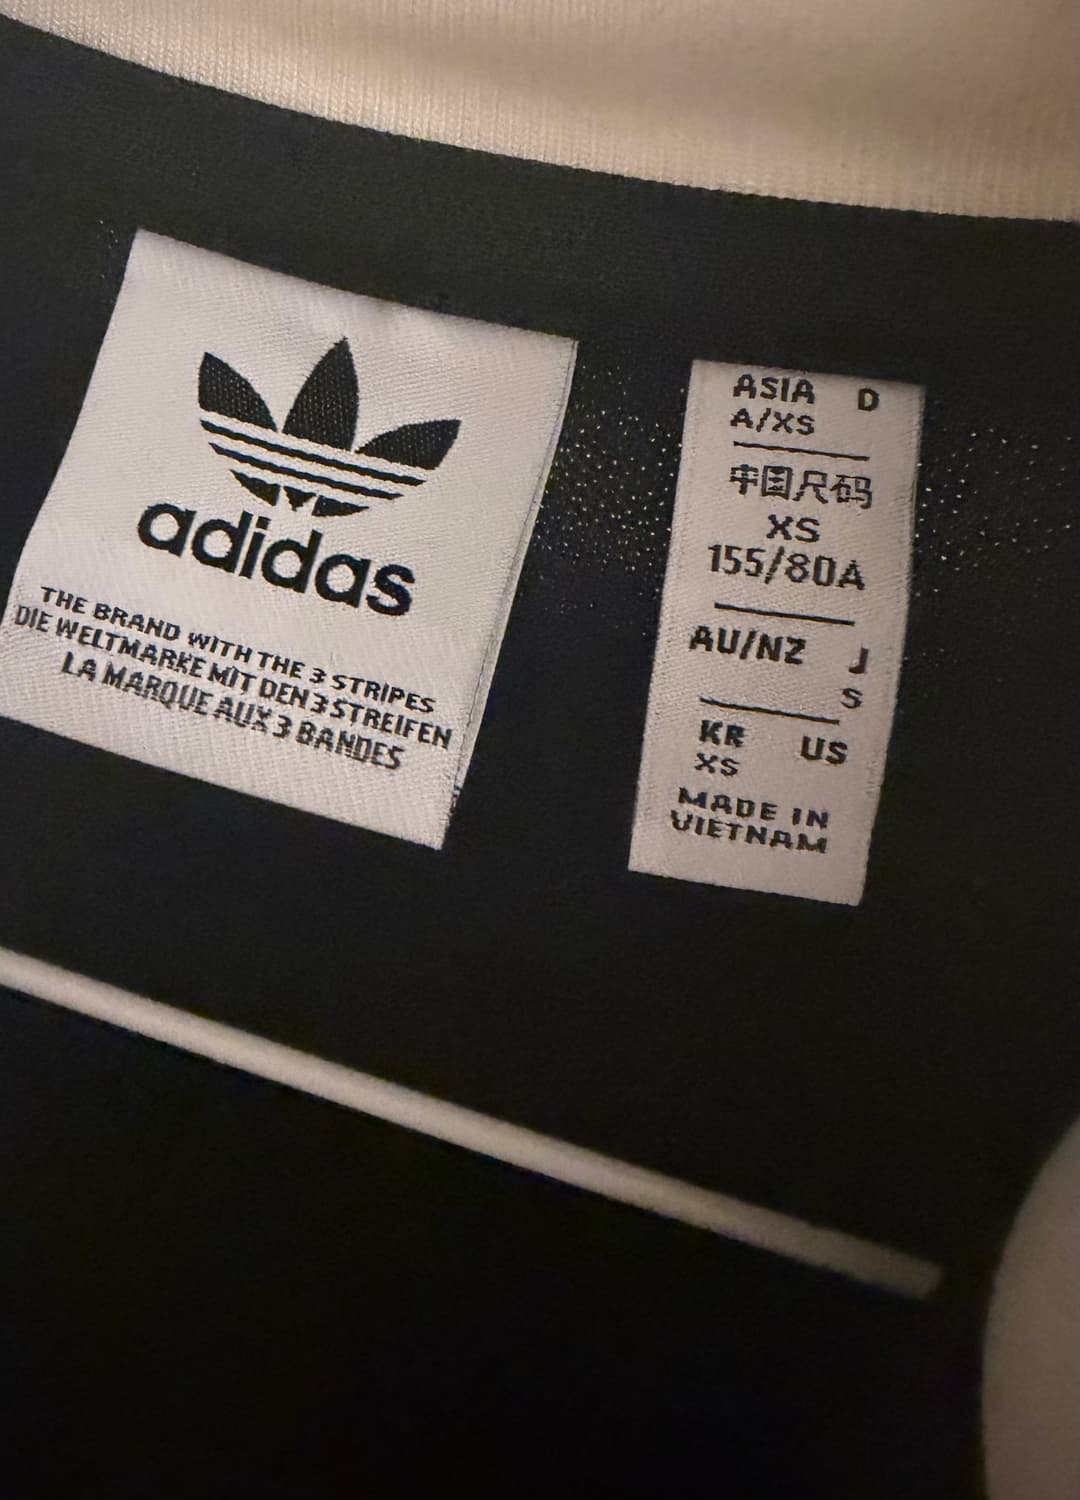 adidas
THE BRAND WITH THE 3 STRIPES
DIE WELTMARKE MIT DEN 3 STREIFEN
LA MARQUE AUX 3 BANDES
ASIA D
A/XS
中国尺码
XS
155/80A
AU/NZ J
S
KR US
XS
MADE IN
VIETNAM